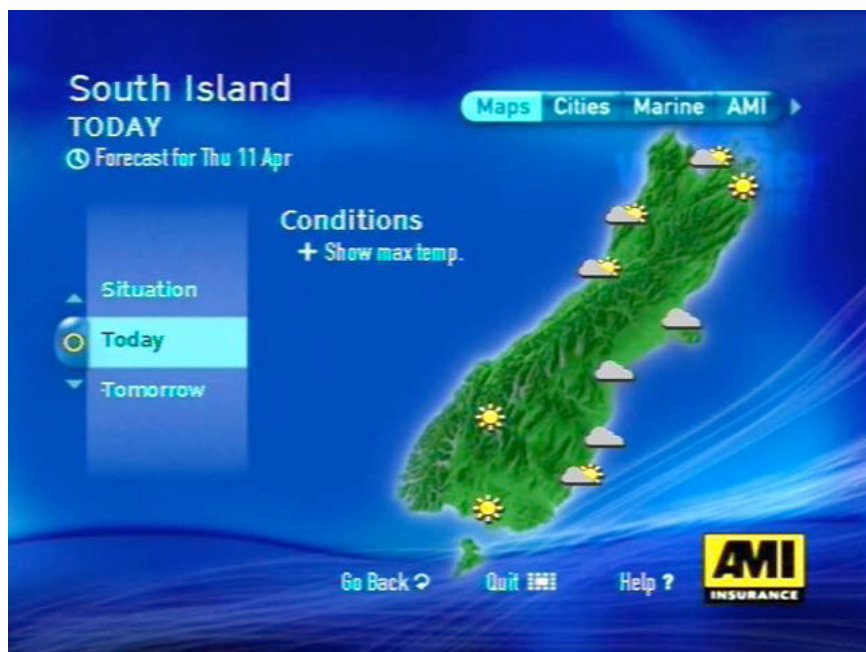 South Island
TODAY
Forecast for Thu 11 Apr
Maps Cities Marine AMI
Conditions
+ Show max temp.
Situation
Today
Tomorrow
Go Back
Quit
Help ?
AMI
INSURANCE